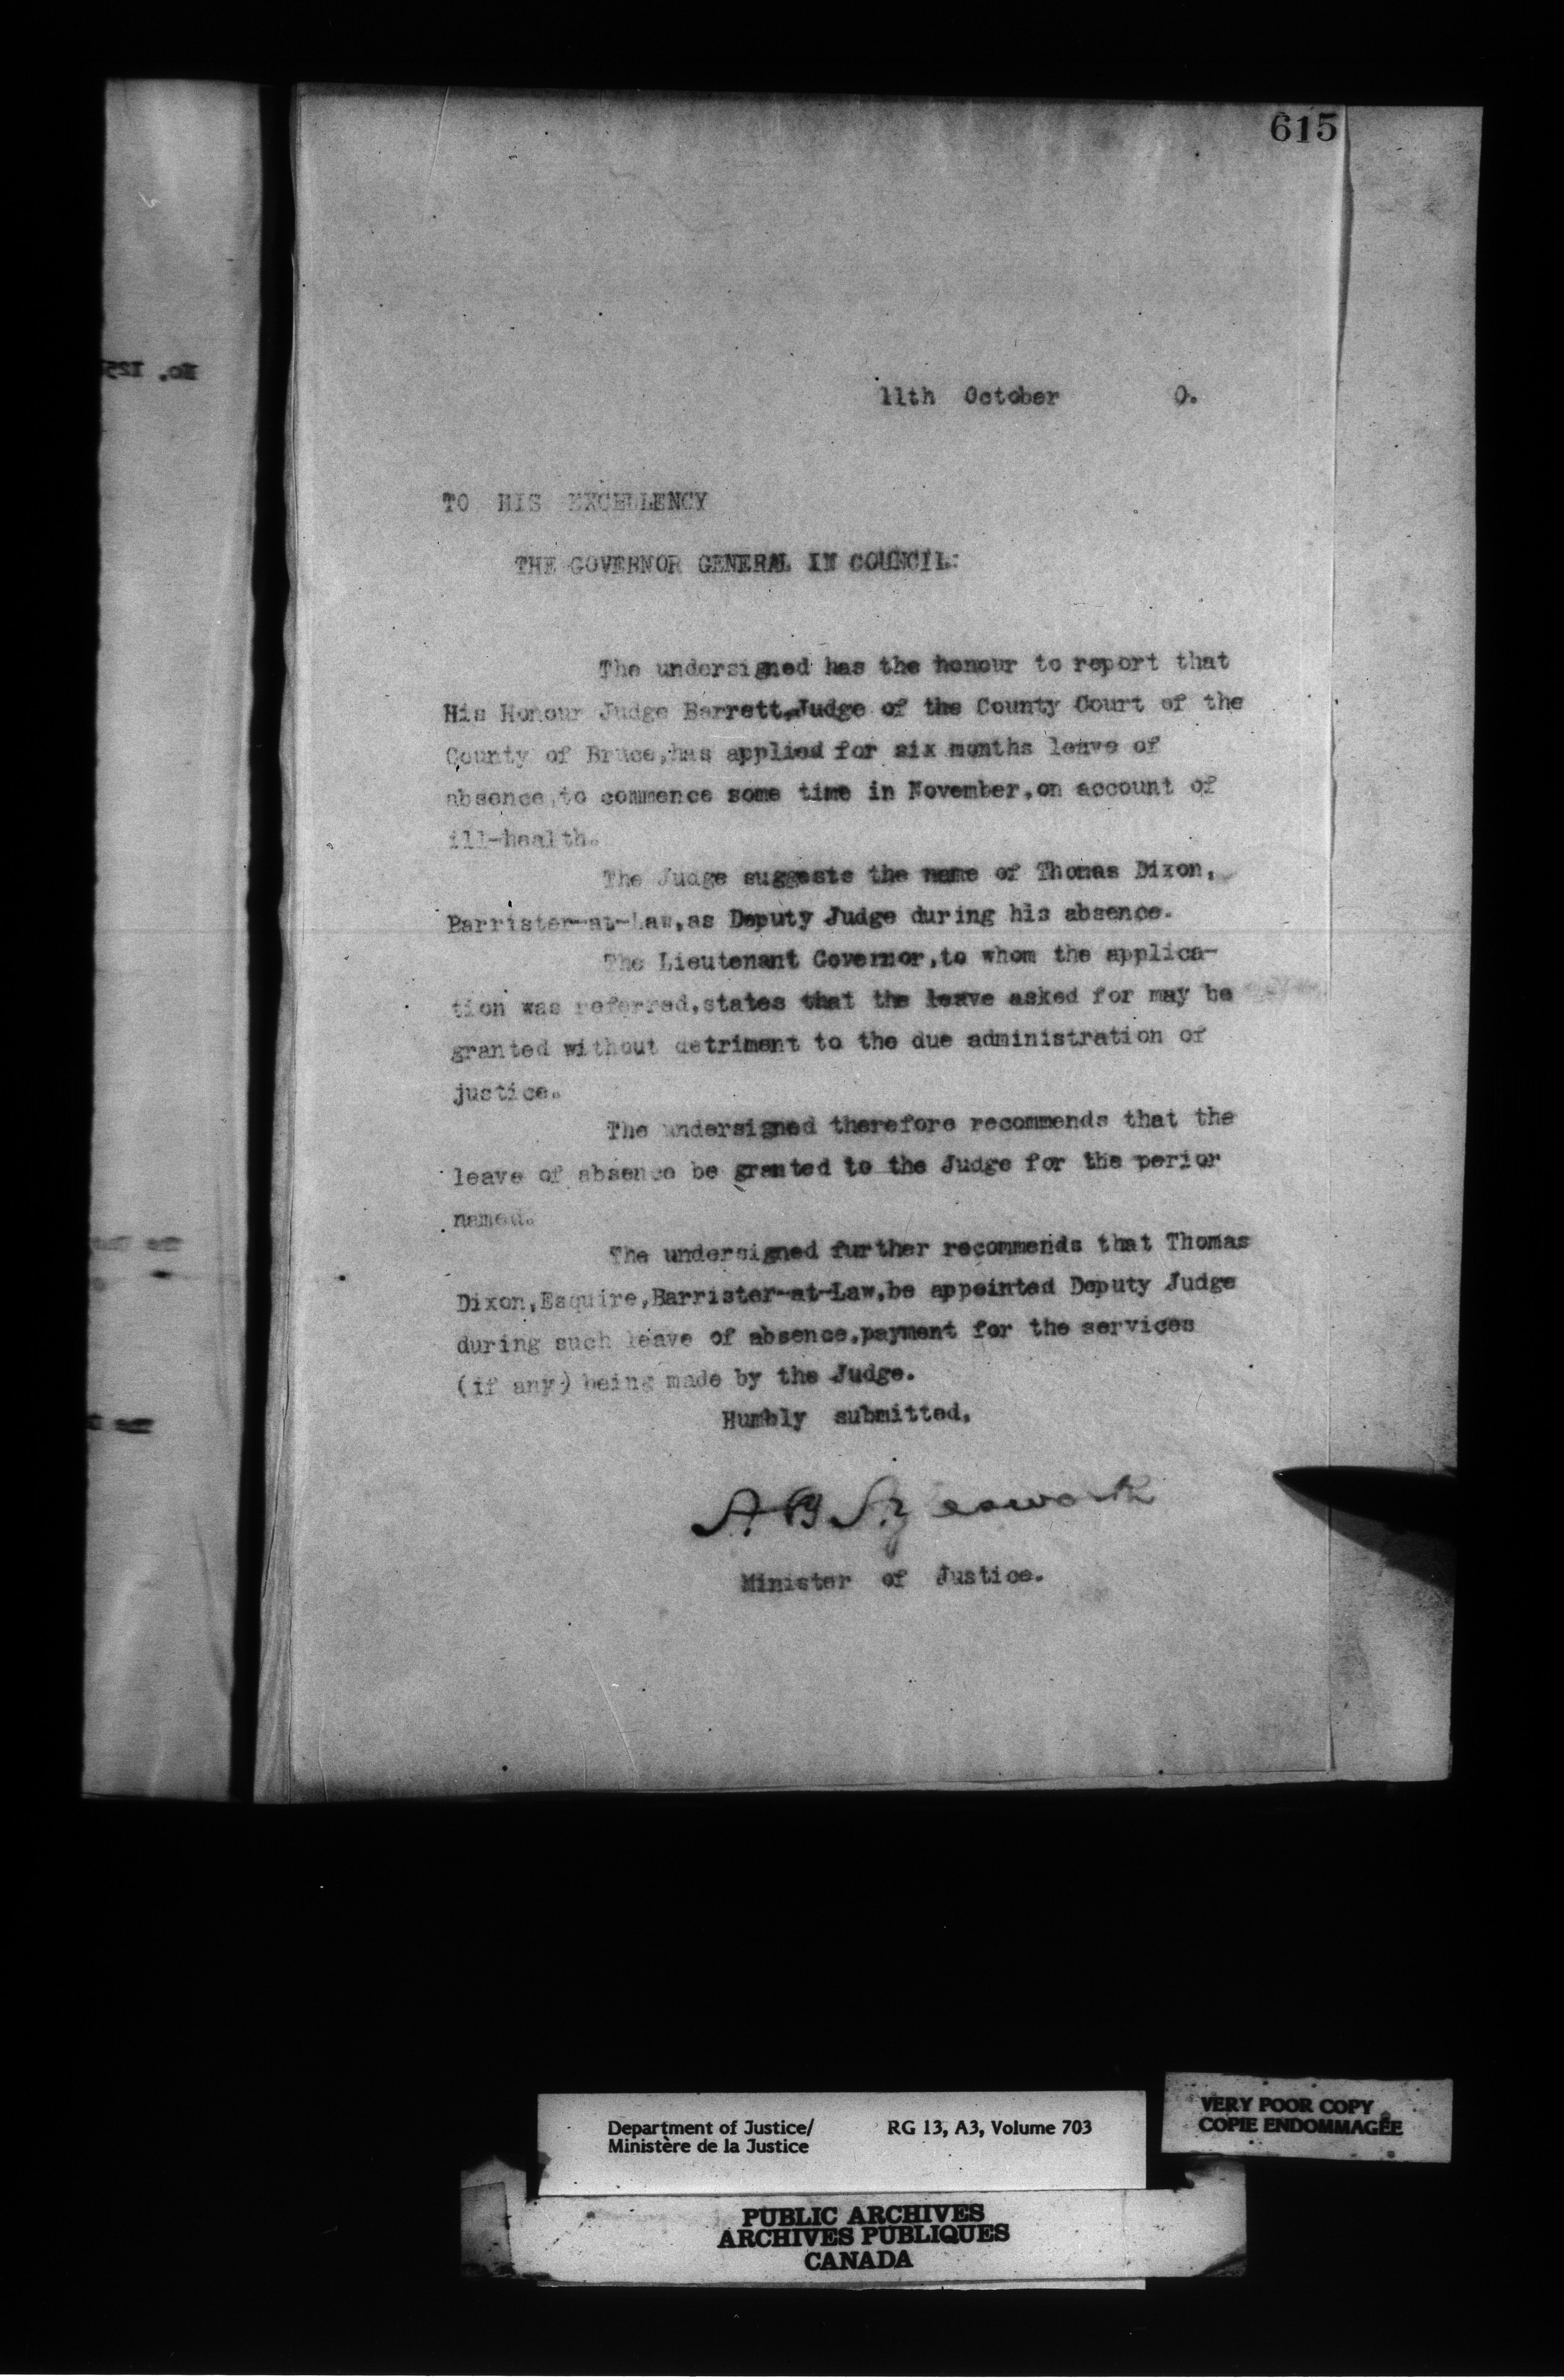 615
11th October 0.
TO HIS EXCELLENCY
THE GOVERNOR GENERAL IN COUNCIL:
The undersigned has the honour to report that
His Honour Judge Barrett, Judge of the County Court of the
County of Bruce, has applied for six months leave of
absence, to commence some time in November, on account of
ill-health.
The Judge suggests the name of Thomas Dixon,
Barrister-at-Law, as Deputy Judge during his absence.
The Lieutenant Governor, to whom the applica-
tion was referred, states that the leave asked for may be
granted without detriment to the due administration of
justice.
The undersigned therefore recommends that the
leave of absence be granted to the Judge for the perior
named.
The undersigned further recommends that Thomas
Dixon, Esquire, Barrister-at-Law, be appointed Deputy Judge
during such leave of absence, payment for the services
(if any) being made by the Judge.
Humbly submitted,
A B Aylesworth
Minister of Justice.
Department of Justice/ RG 13, A3, Volume 703
Ministère de la Justice
VERY POOR COPY
COPIE ENDOMMAGÉE
PUBLIC ARCHIVES
ARCHIVES PUBLIQUES
CANADA